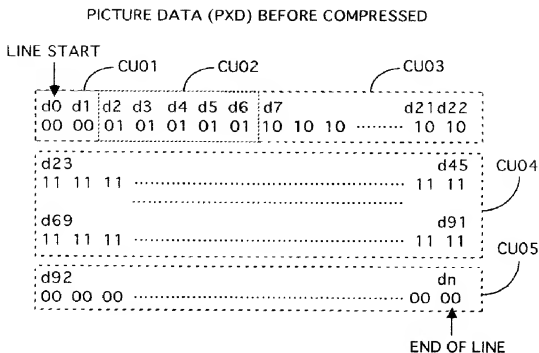 PICTURE DATA (PXD) BEFORE COMPRESSED
LINE START
CU01 CU02 CU03
d0 d1 d2 d3 d4 d5 d6 d7 d21 d22
00 00 01 01 01 01 01 10 10 10 ········ 10 10
d23 d45 CU04
11 11 11 ································ 11 11
································
d69 d91
11 11 11 ································ 11 11
CU05
d92 dn
00 00 00 ································ 00 00
END OF LINE